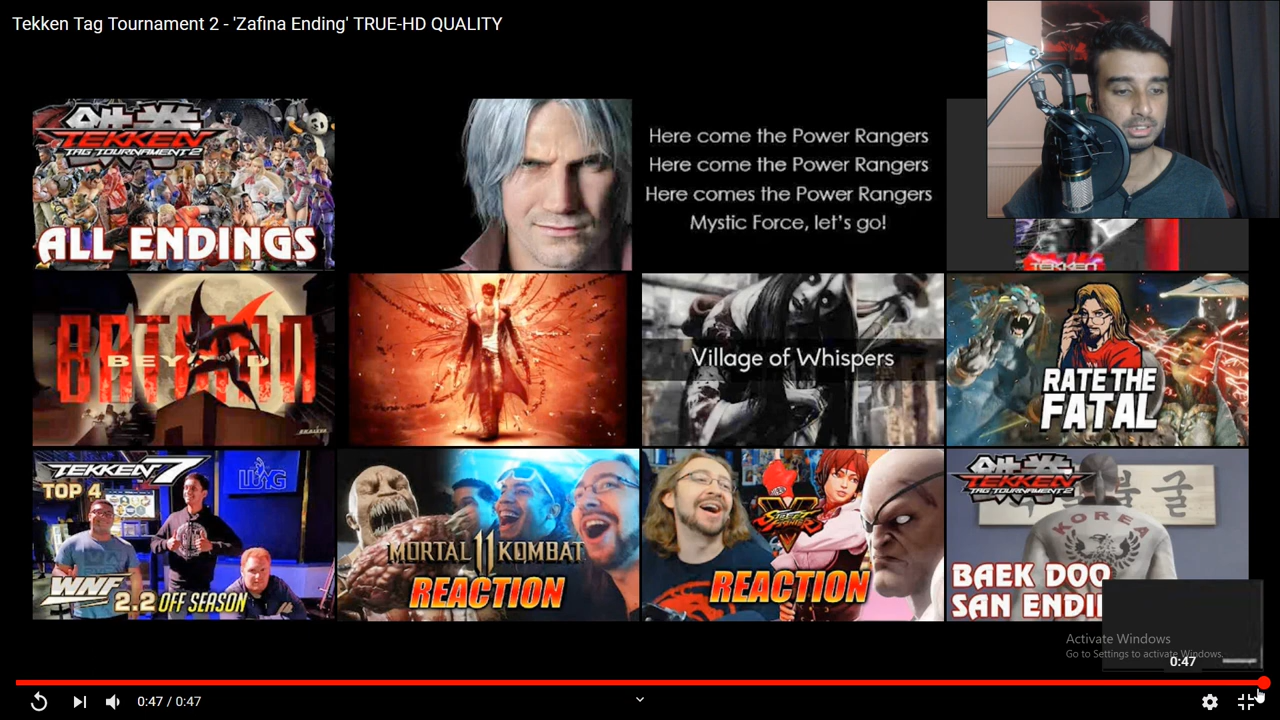 Tekken Tag Tournament 2 - 'Zafina Ending' TRUE-HD QUALITY
TEKKEN
TAG TOURNAMENT 2
ALL ENDINGS
Here come the Power Rangers
Here come the Power Rangers
Here comes the Power Rangers
Mystic Force, let's go!
TEKKEN
BATMAN
BEYOND
Village of Whispers
RATE THE
FATAL
TEKKEN 7
TOP 4
WNF
2.2 OFF SEASON
MORTAL KOMBAT
11
REACTION
STREET FIGHTER
V
REACTION
TEKKEN
TAG TOURNAMENT 2
KOREA
BAEK DOO
SAN ENDI
Activate Windows
Go to Settings to activate Windows.
0:47
0:47 / 0:47